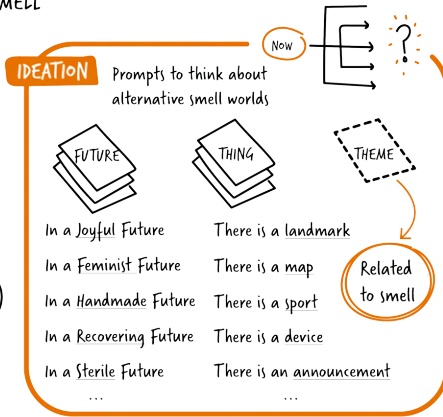 MELL
Now
?
IDEATION
Prompts to think about
alternative smell worlds
FUTURE
THING
THEME
In a Joyful Future
There is a landmark
In a Feminist Future
There is a map
In a Handmade Future
There is a sport
In a Recovering Future
There is a device
In a Sterile Future
There is an announcement
...
...
Related
to smell